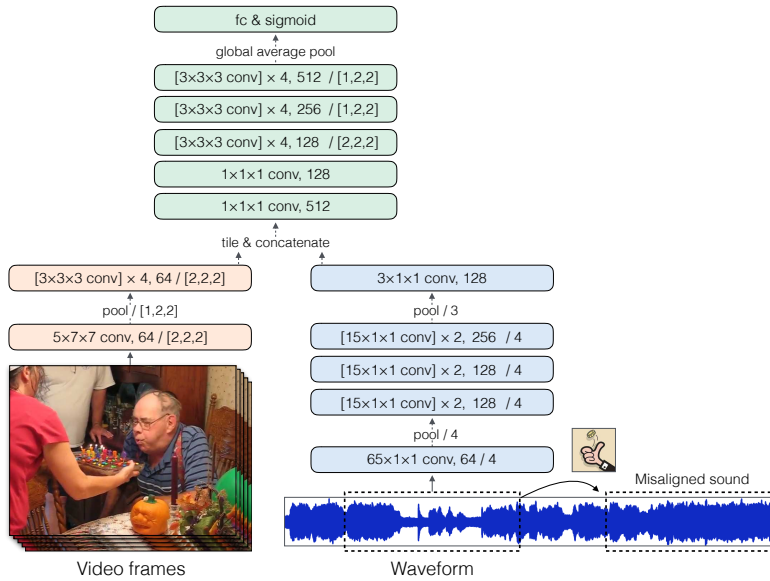 fc & sigmoid
global average pool
[3×3×3 conv] × 4, 512 / [1,2,2]
[3×3×3 conv] × 4, 256 / [1,2,2]
[3×3×3 conv] × 4, 128 / [2,2,2]
1×1×1 conv, 128
1×1×1 conv, 512
tile & concatenate
[3×3×3 conv] × 4, 64 / [2,2,2]
pool / [1,2,2]
5×7×7 conv, 64 / [2,2,2]
3×1×1 conv, 128
pool / 3
[15×1×1 conv] × 2, 256 / 4
[15×1×1 conv] × 2, 128 / 4
[15×1×1 conv] × 2, 128 / 4
pool / 4
65×1×1 conv, 64 / 4
Misaligned sound
Video frames
Waveform